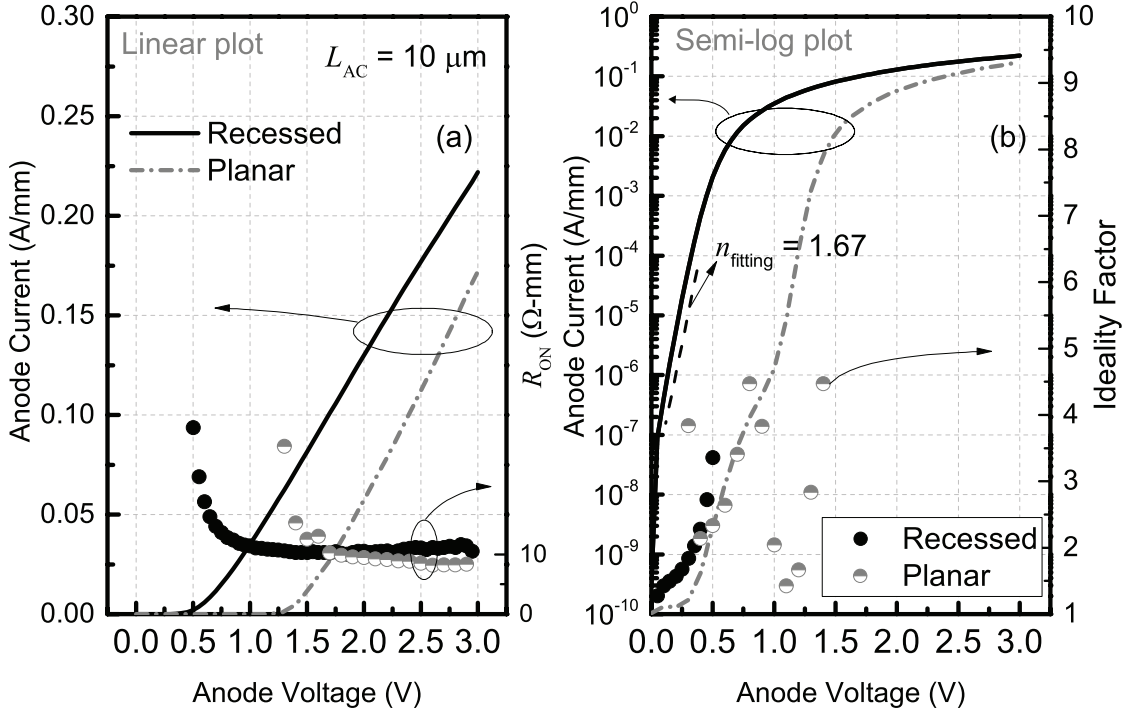 Linear plot
L_AC = 10 μm
(a)
Recessed
Planar
0.30
0.25
0.20
0.15
0.10
0.05
0.00
Anode Current (A/mm)
0.0 0.5 1.0 1.5 2.0 2.5 3.0
Anode Voltage (V)
10
0
R_ON (Ω-mm)
Semi-log plot
(b)
n_fitting = 1.67
10^0
10^-1
10^-2
10^-3
10^-4
10^-5
10^-6
10^-7
10^-8
10^-9
10^-10
Anode Current (A/mm)
0.0 0.5 1.0 1.5 2.0 2.5 3.0
Anode Voltage (V)
10
9
8
7
6
5
4
3
2
1
Ideality Factor
Recessed
Planar